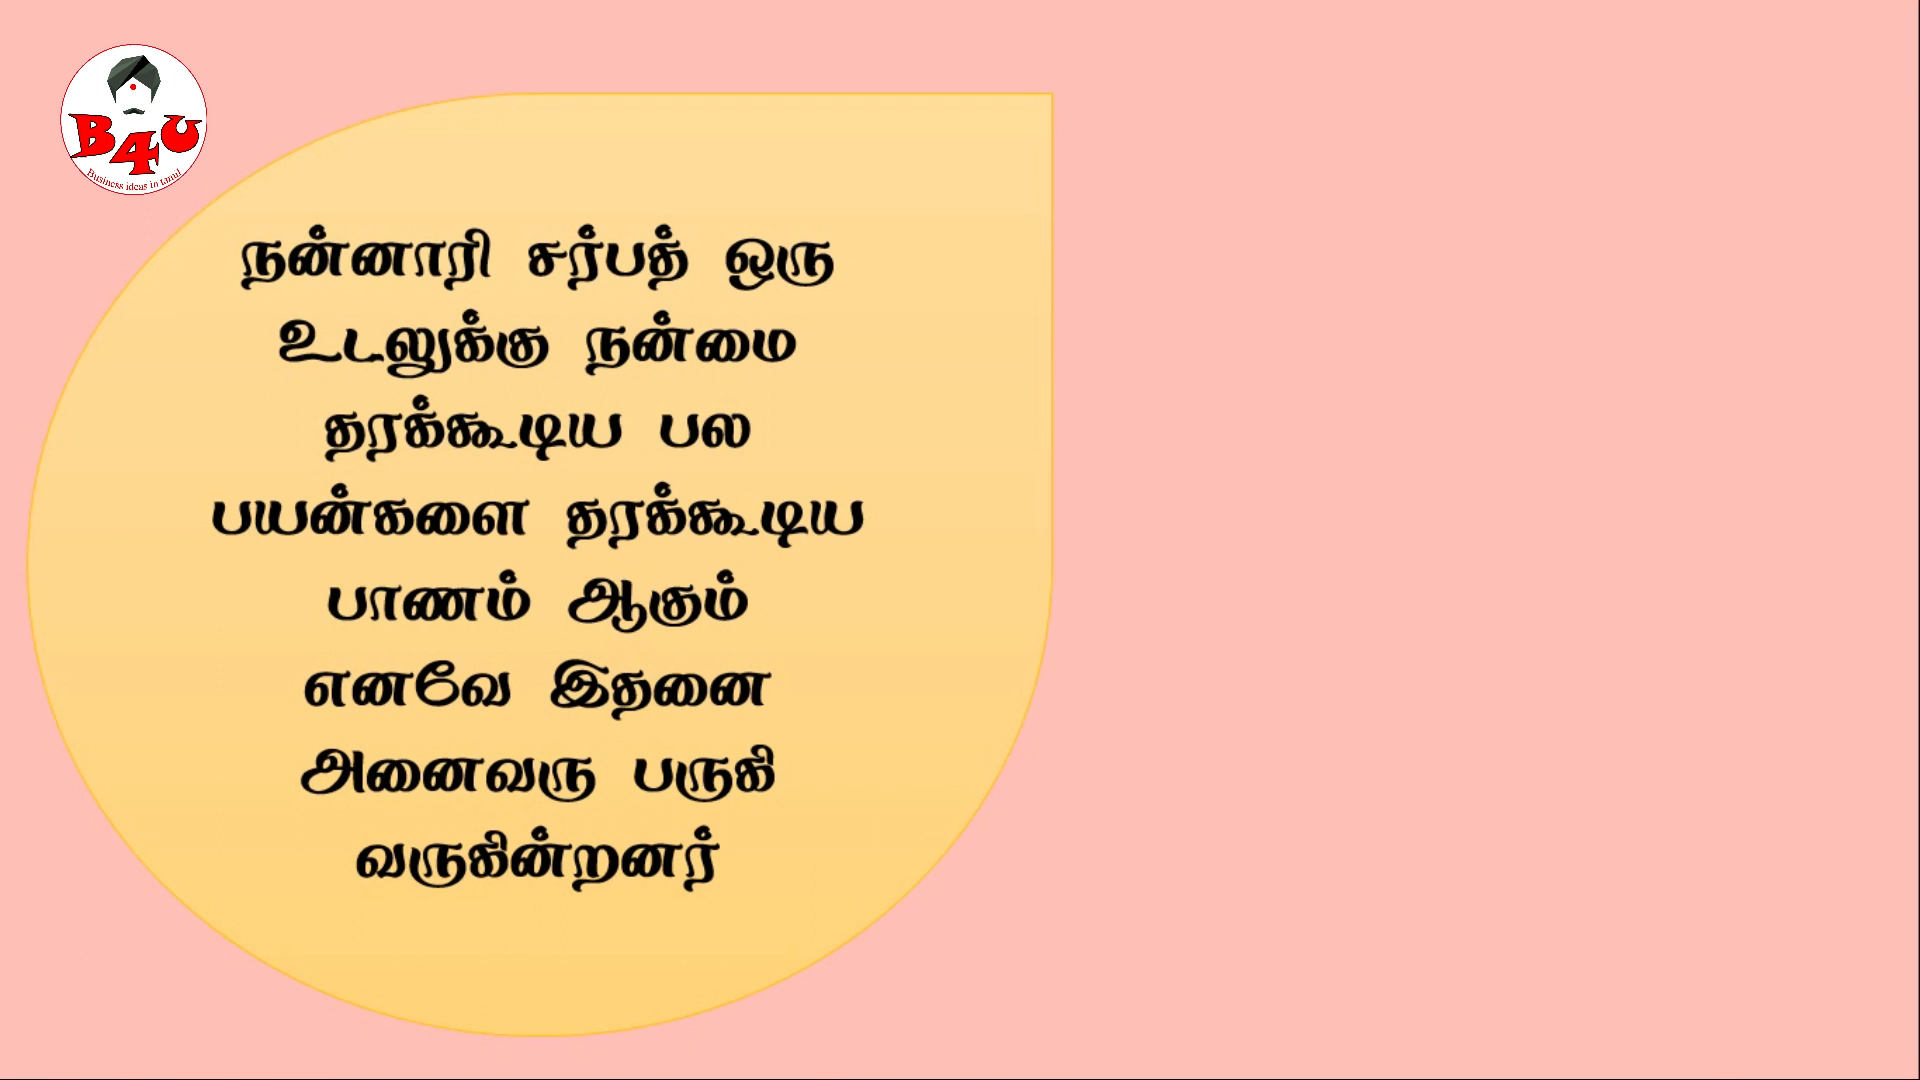 B4U
Business ideas in tamil
நன்னாரி சர்பத் ஒரு
உடலுக்கு நன்மை
தரக்கூடிய பல
பயன்களை தரக்கூடிய
பாணம் ஆகும்
எனவே இதனை
அனைவரு பருகி
வருகின்றனர்